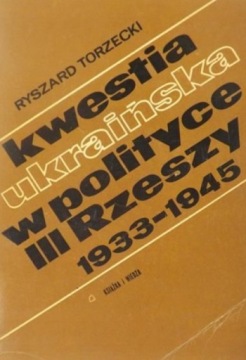 RYSZARD TORZECKI
kwestia
ukraińska
w polityce
III Rzeszy
1933-1945
KSIĄŻKA I WIEDZA